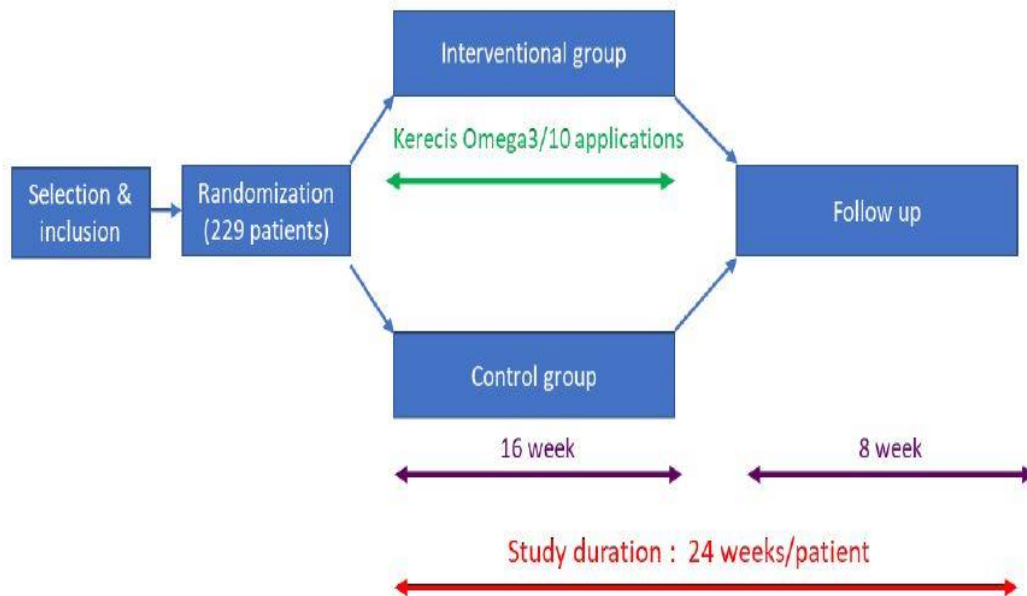 Interventional group
Kerecis Omega3/10 applications
Selection &
inclusion
Randomization
(229 patients)
Follow up
Control group
16 week
8 week
Study duration : 24 weeks/patient